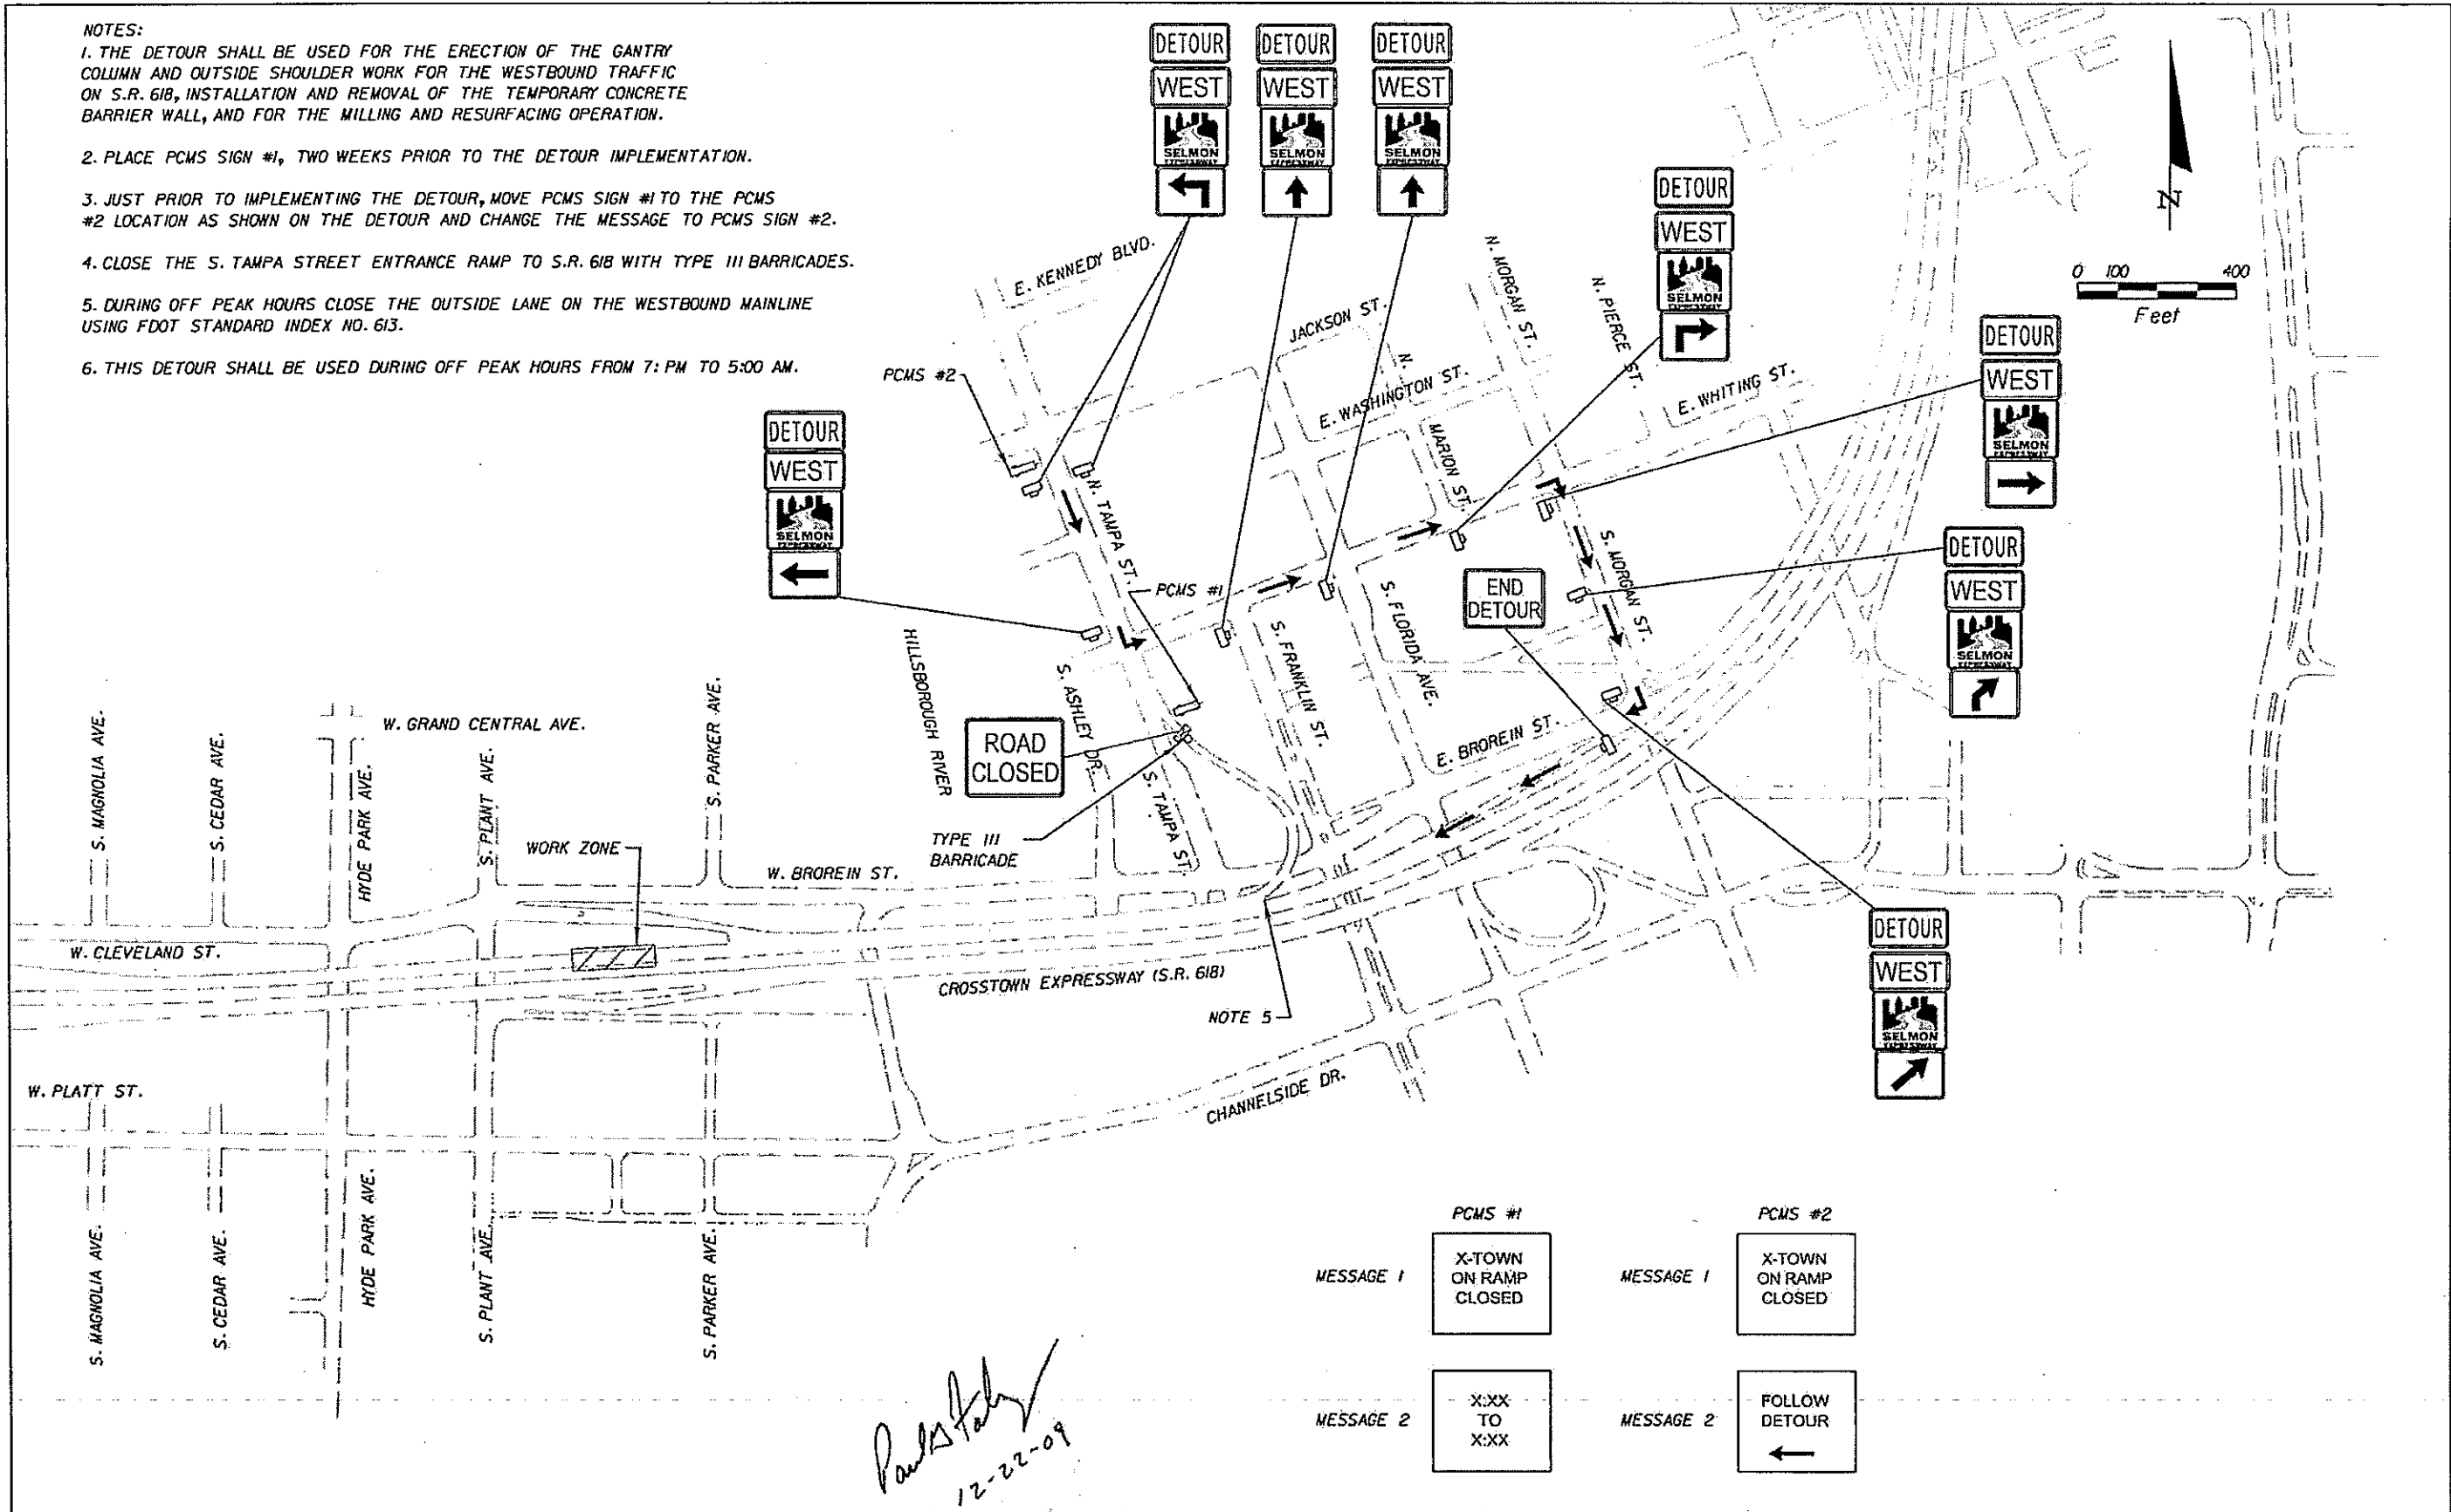 NOTES:
1. THE DETOUR SHALL BE USED FOR THE ERECTION OF THE GANTRY
COLUMN AND OUTSIDE SHOULDER WORK FOR THE WESTBOUND TRAFFIC
ON S.R. 618, INSTALLATION AND REMOVAL OF THE TEMPORARY CONCRETE
BARRIER WALL, AND FOR THE MILLING AND RESURFACING OPERATION.
2. PLACE PCMS SIGN #1, TWO WEEKS PRIOR TO THE DETOUR IMPLEMENTATION.
3. JUST PRIOR TO IMPLEMENTING THE DETOUR, MOVE PCMS SIGN #1 TO THE PCMS
#2 LOCATION AS SHOWN ON THE DETOUR AND CHANGE THE MESSAGE TO PCMS SIGN #2.
4. CLOSE THE S. TAMPA STREET ENTRANCE RAMP TO S.R. 618 WITH TYPE III BARRICADES.
5. DURING OFF PEAK HOURS CLOSE THE OUTSIDE LANE ON THE WESTBOUND MAINLINE
USING FDOT STANDARD INDEX NO. 613.
6. THIS DETOUR SHALL BE USED DURING OFF PEAK HOURS FROM 7: PM TO 5:00 AM.
DETOUR
WEST
SELMON
EXPRESSWAY
DETOUR
WEST
SELMON
EXPRESSWAY
DETOUR
WEST
SELMON
EXPRESSWAY
DETOUR
WEST
SELMON
EXPRESSWAY
N
0 100 400
Feet
DETOUR
WEST
SELMON
EXPRESSWAY
DETOUR
WEST
SELMON
EXPRESSWAY
DETOUR
WEST
SELMON
EXPRESSWAY
DETOUR
WEST
SELMON
EXPRESSWAY
E. KENNEDY BLVD.
JACKSON ST.
N. MORGAN ST.
N. PIERCE ST.
E. WASHINGTON ST.
E. WHITING ST.
N. MARION ST.
PCMS #2
N. TAMPA ST.
PCMS #1
S. MORGAN ST.
END
DETOUR
S. FLORIDA AVE.
S. FRANKLIN ST.
HILLSBOROUGH RIVER
S. ASHLEY DR.
ROAD
CLOSED
E. BROREIN ST.
S. TAMPA ST.
TYPE III
BARRICADE
W. GRAND CENTRAL AVE.
S. MAGNOLIA AVE.
S. CEDAR AVE.
HYDE PARK AVE.
S. PLANT AVE.
S. PARKER AVE.
WORK ZONE
W. BROREIN ST.
W. CLEVELAND ST.
CROSSTOWN EXPRESSWAY (S.R. 618)
NOTE 5
W. PLATT ST.
CHANNELSIDE DR.
S. MAGNOLIA AVE.
S. CEDAR AVE.
HYDE PARK AVE.
S. PLANT AVE.
S. PARKER AVE.
PCMS #1
PCMS #2
MESSAGE 1
X-TOWN
ON RAMP
CLOSED
MESSAGE 1
X-TOWN
ON RAMP
CLOSED
MESSAGE 2
X:XX
TO
X:XX
MESSAGE 2
FOLLOW
DETOUR
12-22-09